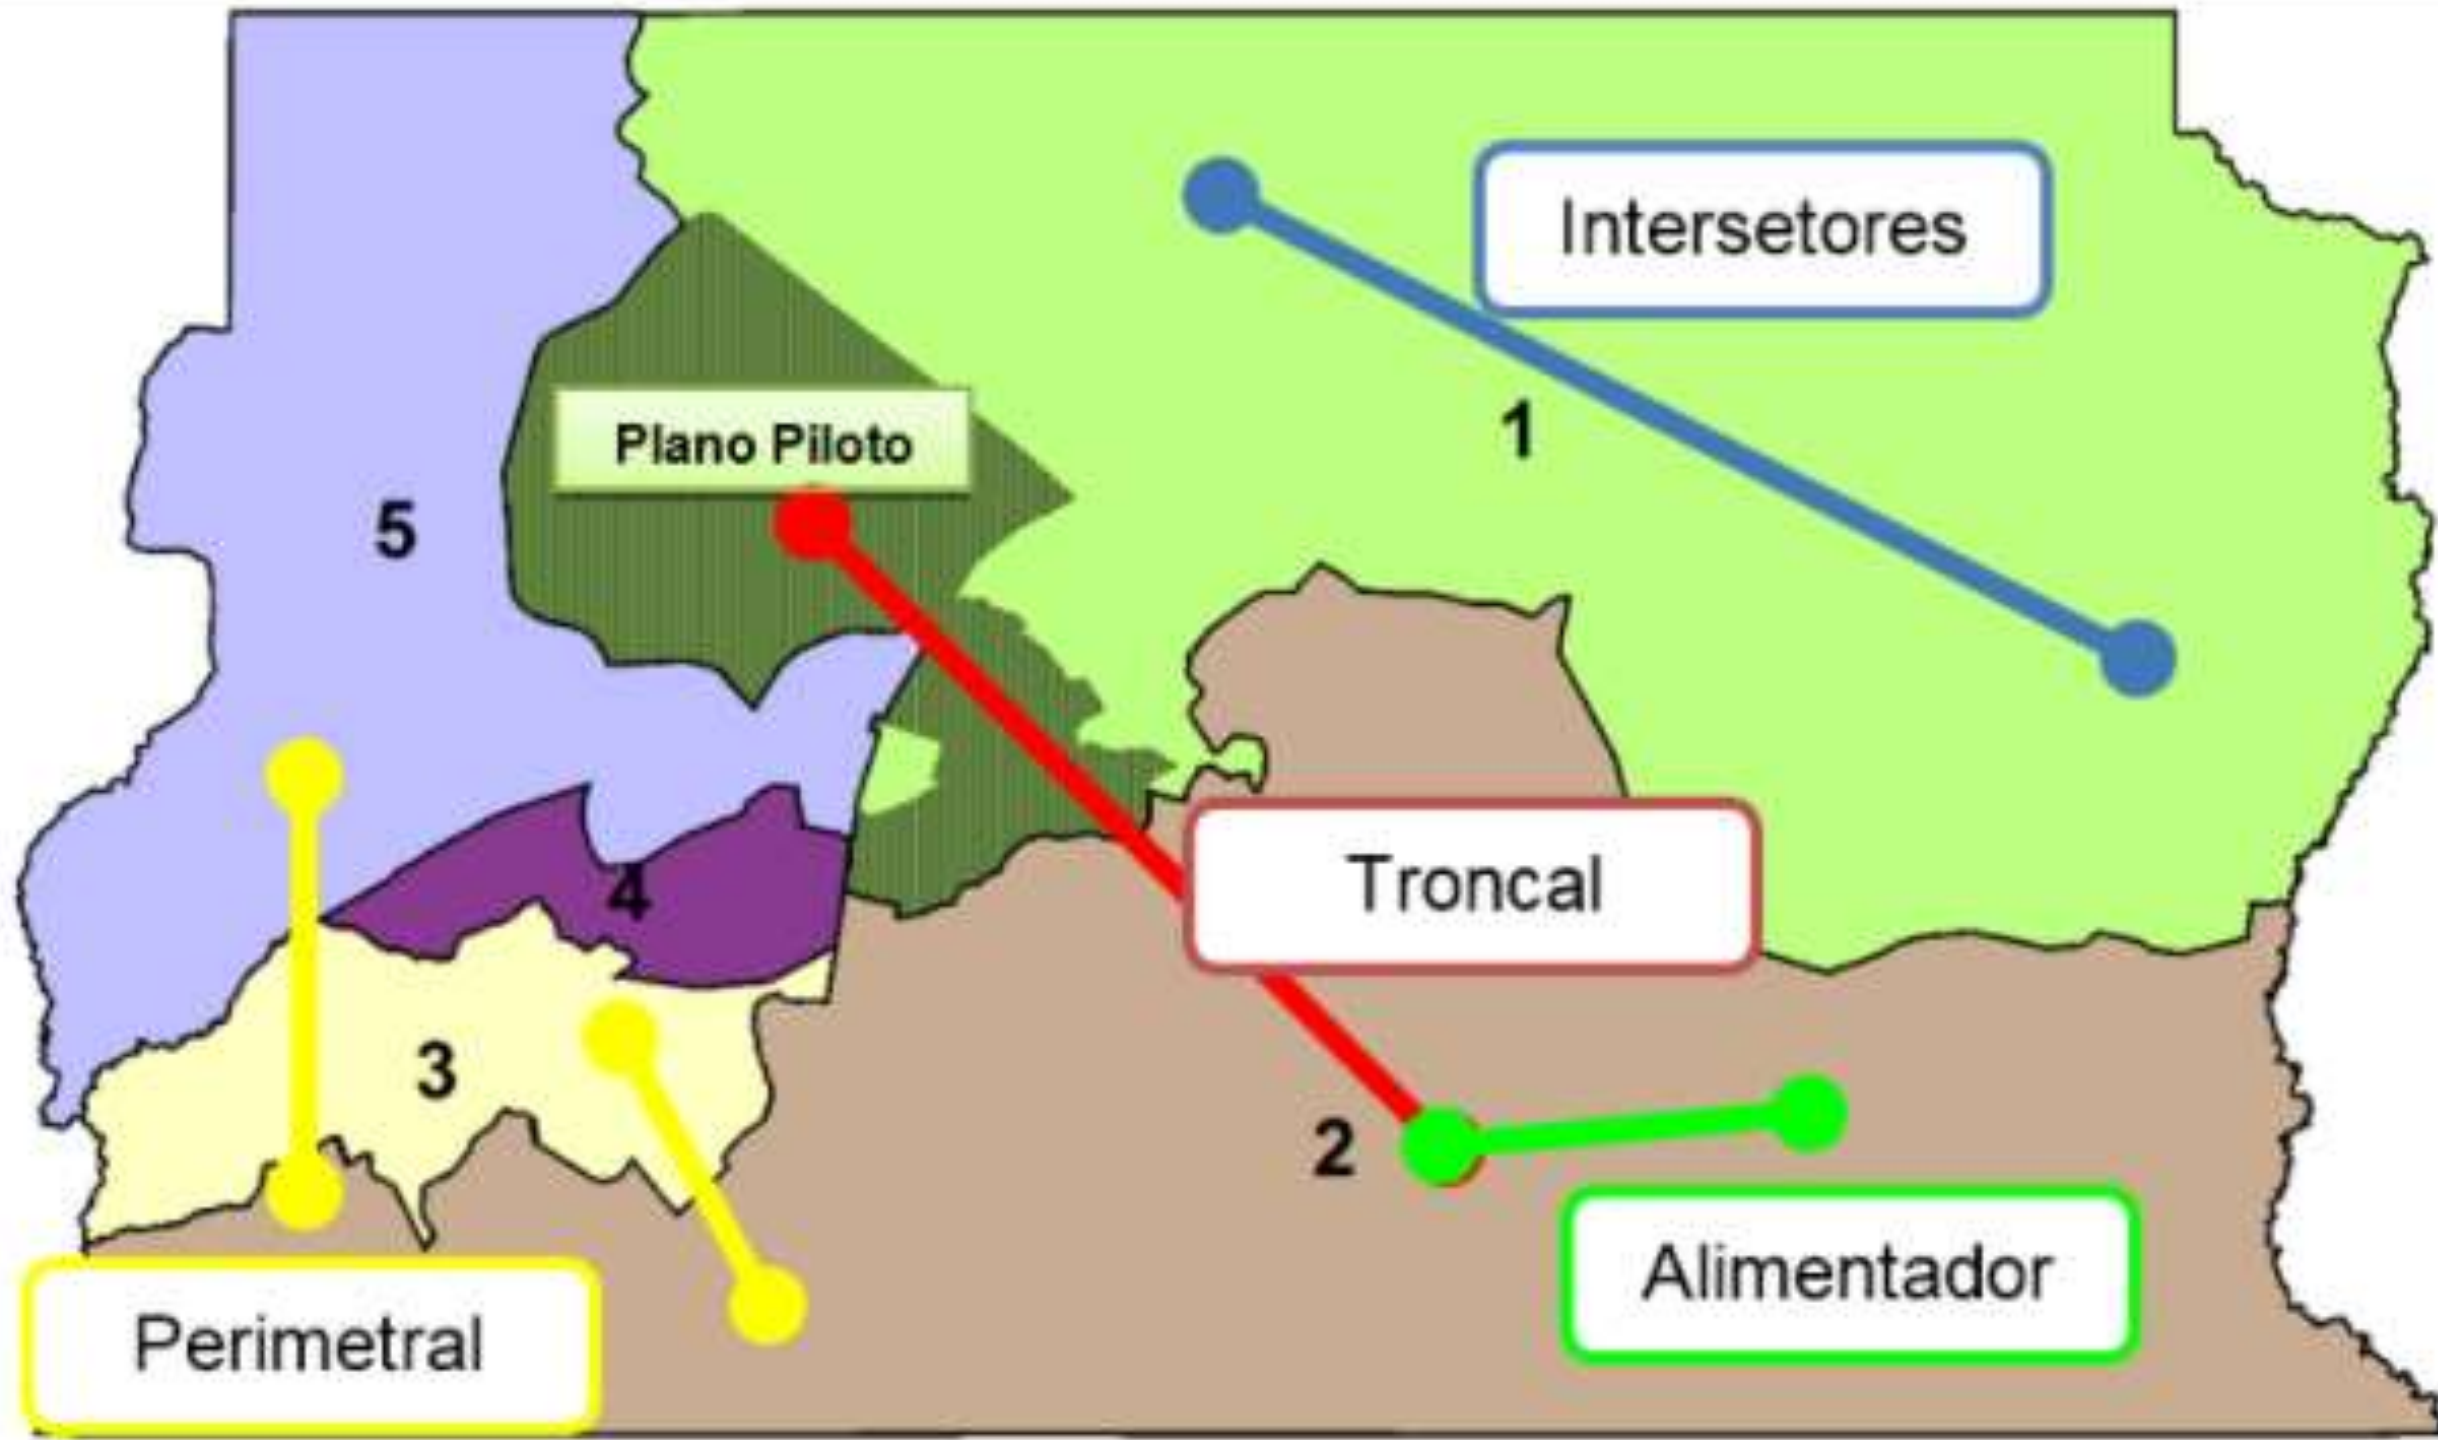 Intersetores
1
Plano Piloto
5
Troncal
4
3
2
Alimentador
Perimetral